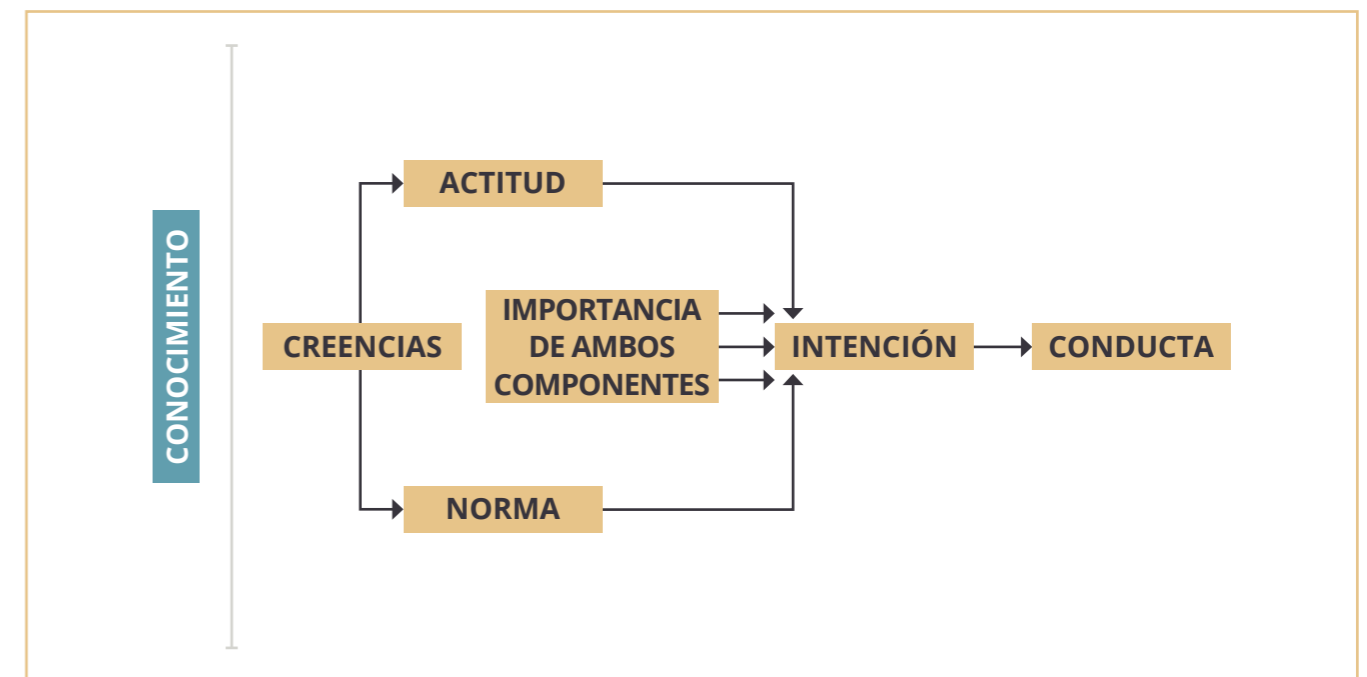 CONOCIMIENTO
ACTITUD
CREENCIAS
IMPORTANCIA
DE AMBOS
COMPONENTES
INTENCIÓN
CONDUCTA
NORMA